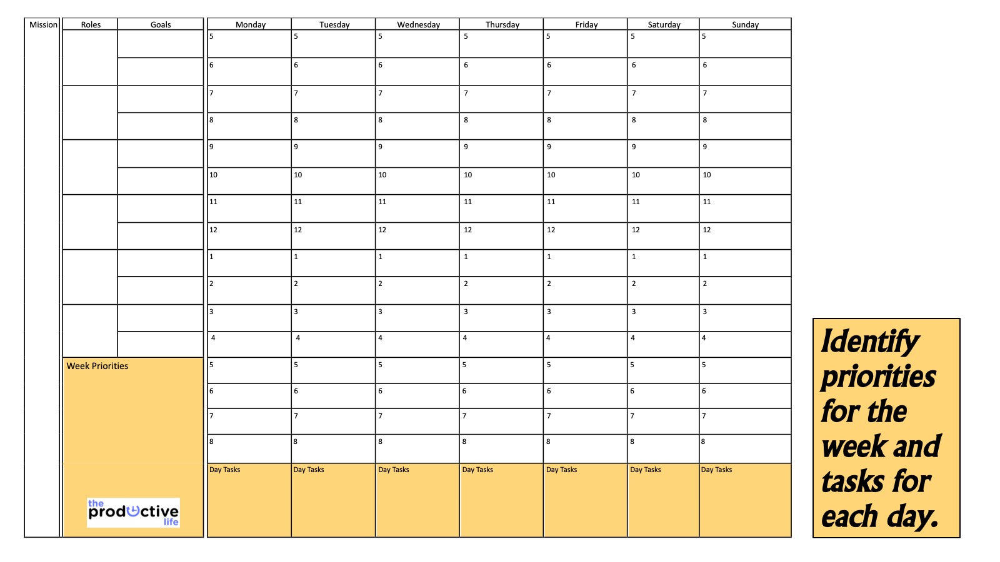 Mission Roles Goals Monday Tuesday Wednesday Thursday Friday Saturday Sunday
5 5 5 5 5 5 5
6 6 6 6 6 6 6
7 7 7 7 7 7 7
8 8 8 8 8 8 8
9 9 9 9 9 9 9
10 10 10 10 10 10 10
11 11 11 11 11 11 11
12 12 12 12 12 12 12
1 1 1 1 1 1 1
2 2 2 2 2 2 2
3 3 3 3 3 3 3
4 4 4 4 4 4 4
Week Priorities 5 5 5 5 5 5 5
6 6 6 6 6 6 6
7 7 7 7 7 7 7
8 8 8 8 8 8 8
Day Tasks Day Tasks Day Tasks Day Tasks Day Tasks Day Tasks Day Tasks
the
productive
life
Identify
priorities
for the
week and
tasks for
each day.